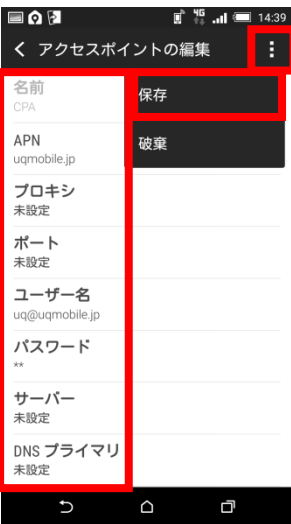 4G
14:39
アクセスポイントの編集
名前
CPA
保存
APN
uqmobile.jp
破棄
プロキシ
未設定
ポート
未設定
ユーザー名
uq@uqmobile.jp
パスワード
**
サーバー
未設定
DNS プライマリ
未設定